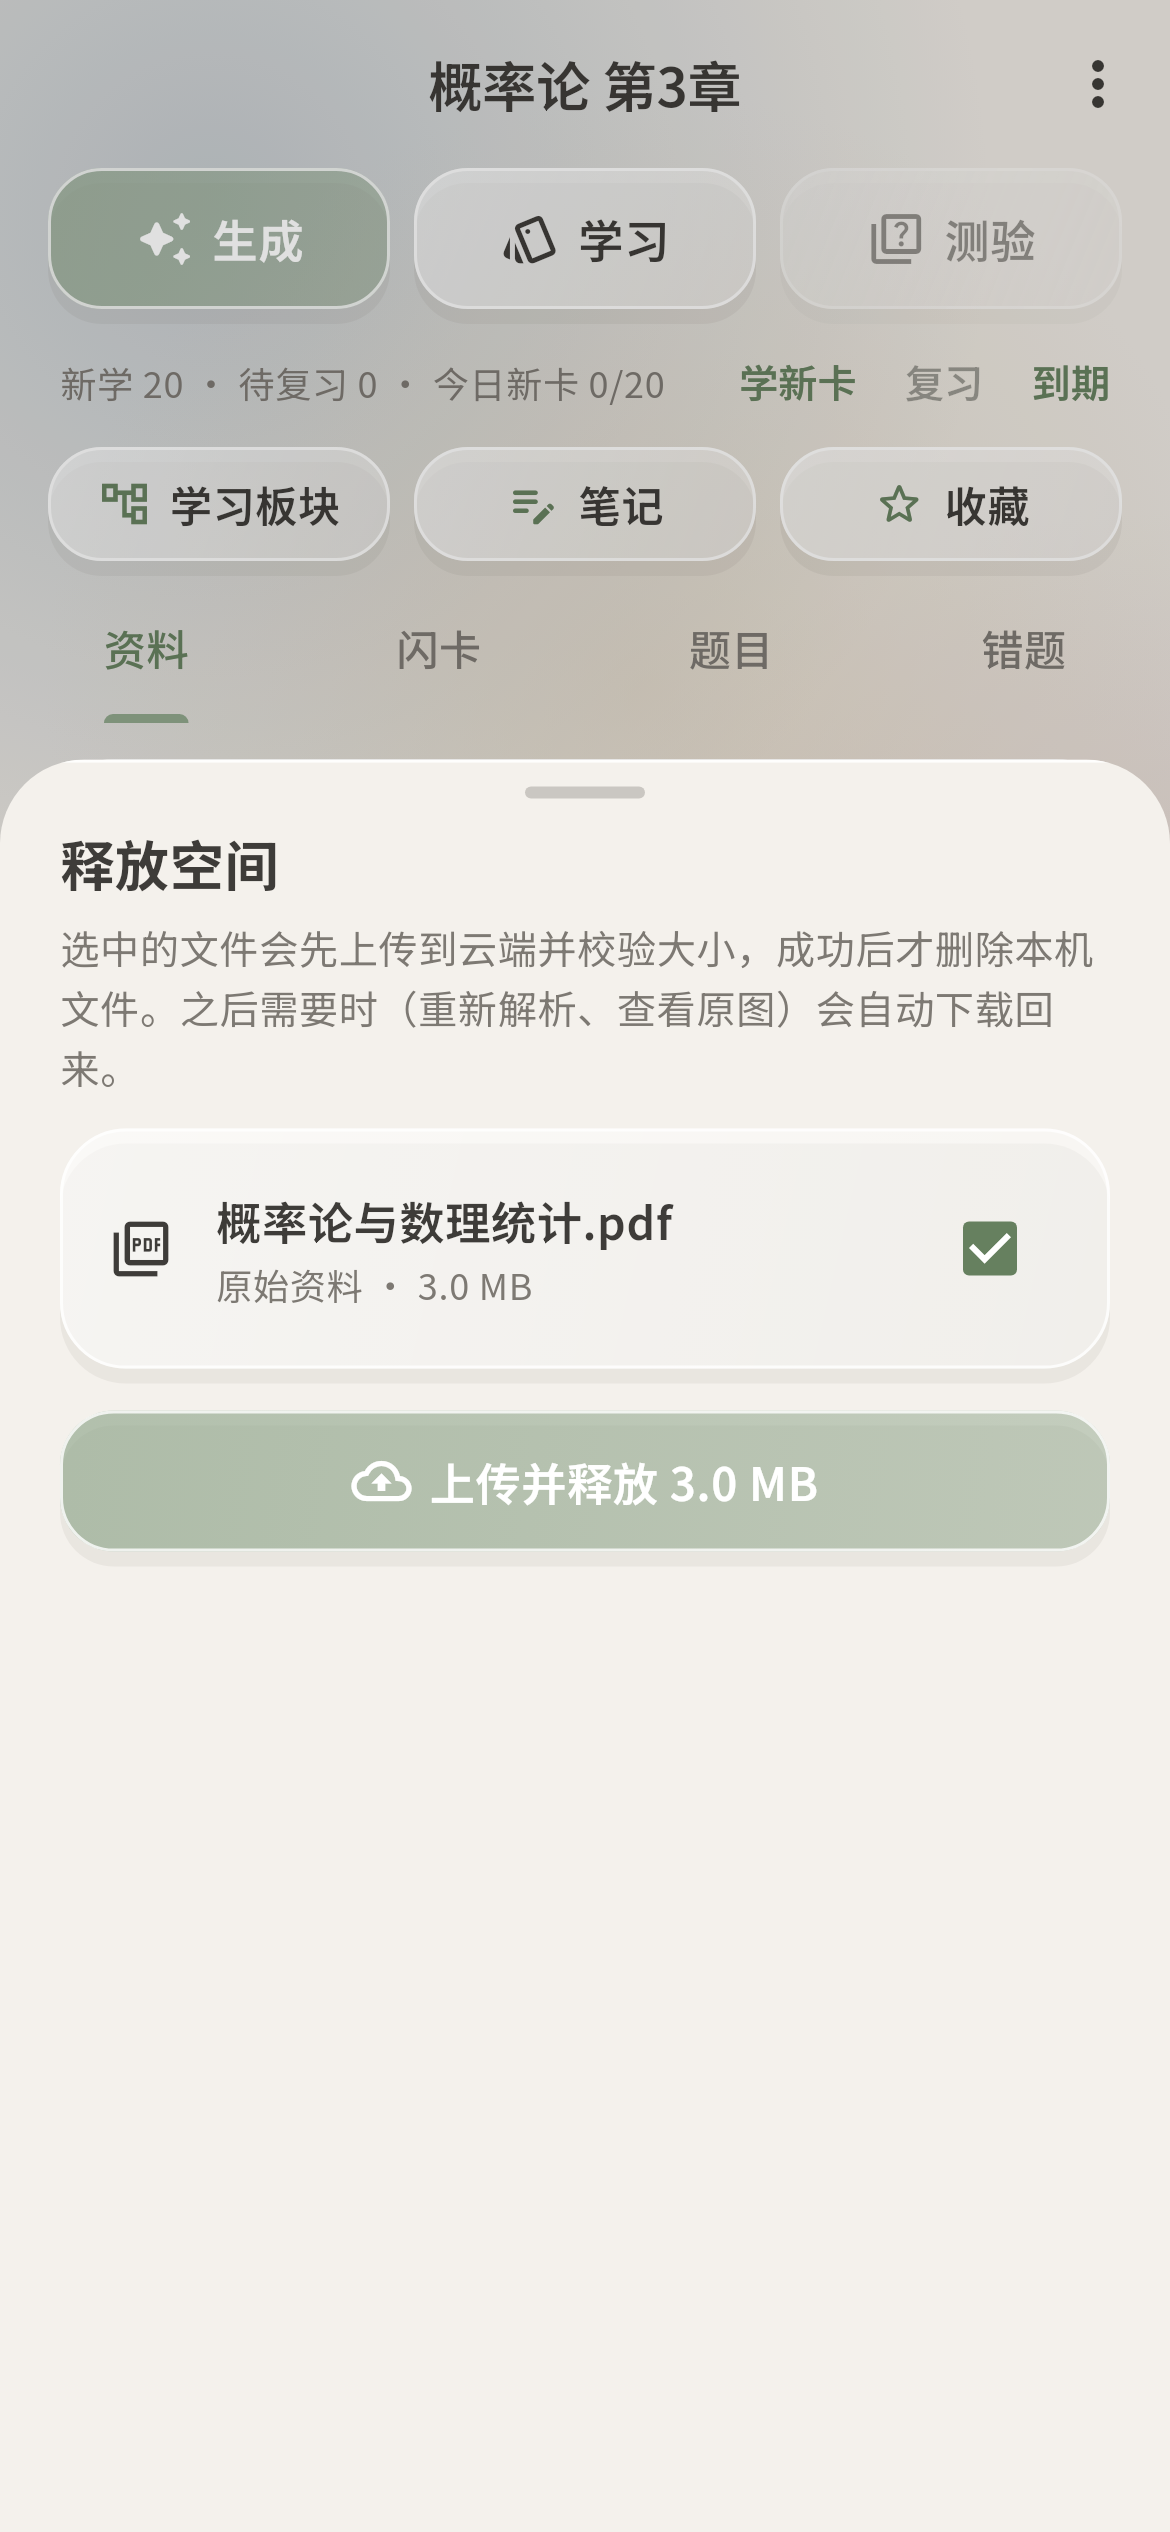 概率论 第3章
生成
学习
测验
新学 20 · 待复习 0 · 今日新卡 0/20
学新卡
复习
到期
学习板块
笔记
收藏
资料
闪卡
题目
错题
释放空间
选中的文件会先上传到云端并校验大小，成功后才删除本机
文件。之后需要时（重新解析、查看原图）会自动下载回
来。
PDF
概率论与数理统计.pdf
原始资料 · 3.0 MB
上传并释放 3.0 MB